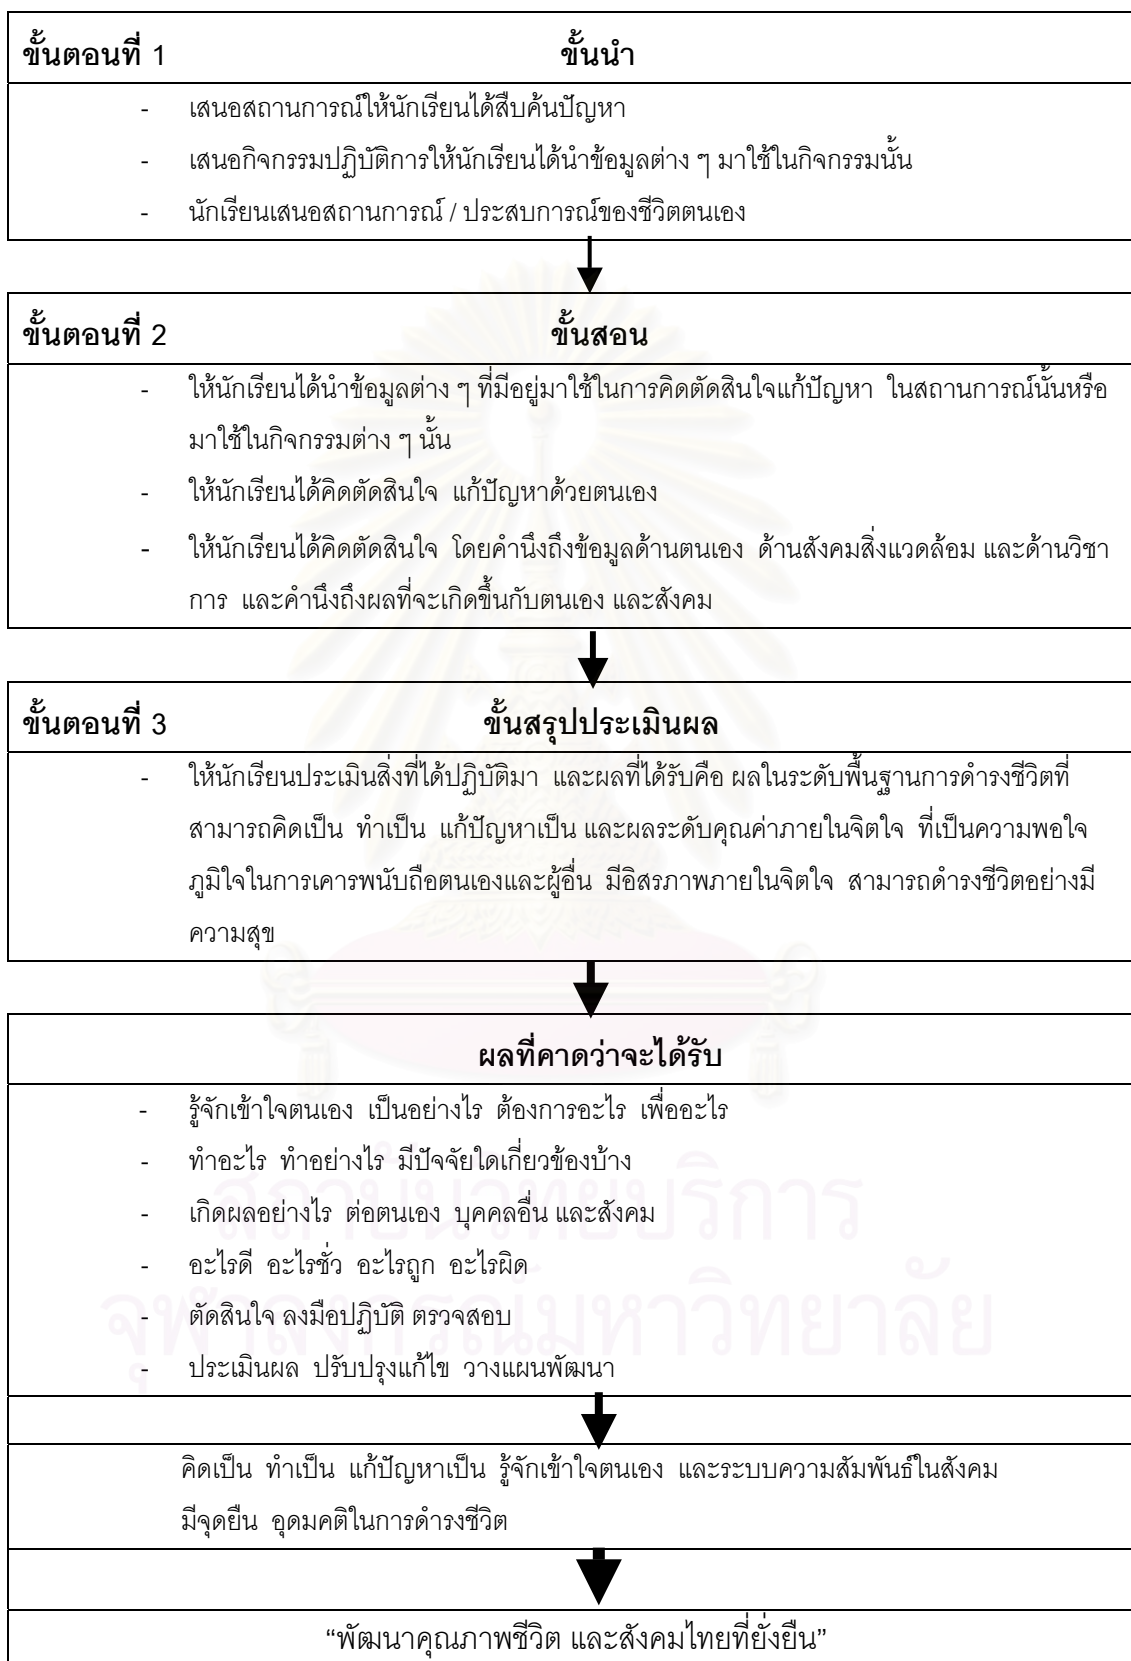 ขั้นตอนที่ 1 ขั้นนำ
- เสนอสถานการณ์ให้นักเรียนได้สืบค้นปัญหา
- เสนอกิจกรรมปฏิบัติการให้นักเรียนได้นำข้อมูลต่าง ๆ มาใช้ในกิจกรรมนั้น
- นักเรียนเสนอสถานการณ์ / ประสบการณ์ของชีวิตตนเอง
ขั้นตอนที่ 2 ขั้นสอน
- ให้นักเรียนได้นำข้อมูลต่าง ๆ ที่มีอยู่มาใช้ในการคิดตัดสินใจแก้ปัญหา ในสถานการณ์นั้นหรือ
มาใช้ในกิจกรรมต่าง ๆ นั้น
- ให้นักเรียนได้คิดตัดสินใจ แก้ปัญหาด้วยตนเอง
- ให้นักเรียนได้คิดตัดสินใจ โดยคำนึงถึงข้อมูลด้านตนเอง ด้านสังคมสิ่งแวดล้อม และด้านวิชา
การ และคำนึงถึงผลที่จะเกิดขึ้นกับตนเอง และสังคม
ขั้นตอนที่ 3 ขั้นสรุปประเมินผล
- ให้นักเรียนประเมินสิ่งที่ได้ปฏิบัติมา และผลที่ได้รับคือ ผลในระดับพื้นฐานการดำรงชีวิตที่
สามารถคิดเป็น ทำเป็น แก้ปัญหาเป็น และผลระดับคุณค่าภายในจิตใจ ที่เป็นความพอใจ
ภูมิใจในการเคารพนับถือตนเองและผู้อื่น มีอิสรภาพภายในจิตใจ สามารถดำรงชีวิตอย่างมี
ความสุข
ผลที่คาดว่าจะได้รับ
- รู้จักเข้าใจตนเอง เป็นอย่างไร ต้องการอะไร เพื่ออะไร
- ทำอะไร ทำอย่างไร มีปัจจัยใดเกี่ยวข้องบ้าง
- เกิดผลอย่างไร ต่อตนเอง บุคคลอื่น และสังคม
- อะไรดี อะไรชั่ว อะไรถูก อะไรผิด
- ตัดสินใจ ลงมือปฏิบัติ ตรวจสอบ
- ประเมินผล ปรับปรุงแก้ไข วางแผนพัฒนา
สถาบันวิทยบริการ
จุฬาลงกรณ์มหาวิทยาลัย
คิดเป็น ทำเป็น แก้ปัญหาเป็น รู้จักเข้าใจตนเอง และระบบความสัมพันธ์ในสังคม
มีจุดยืน อุดมคติในการดำรงชีวิต
“พัฒนาคุณภาพชีวิต และสังคมไทยที่ยั่งยืน”